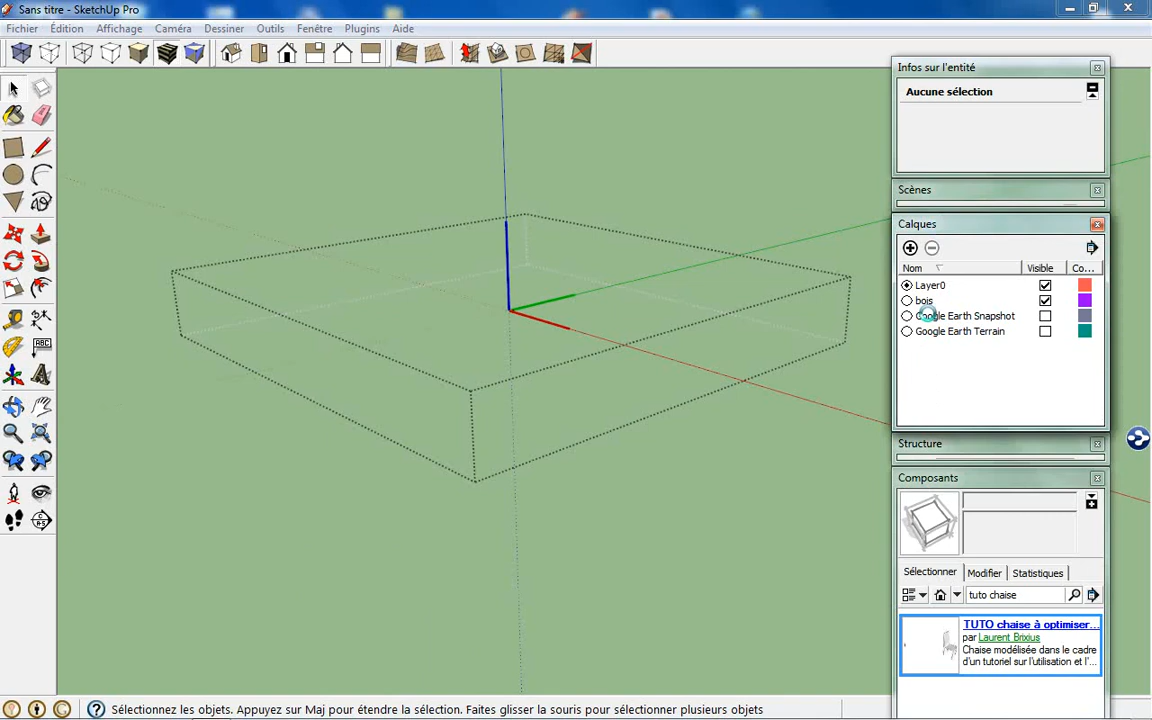 Sans titre - SketchUp Pro
Fichier Édition Affichage Caméra Dessiner Outils Fenêtre Plugins Aide
Infos sur l'entité
Aucune sélection
Scènes
Calques
Nom Visible Co...
Layer0
bois
Google Earth Snapshot
Google Earth Terrain
Structure
Composants
Sélectionner Modifier Statistiques
tuto chaise
TUTO chaise à optimiser...
par Laurent Brixius
Chaise modélisée dans le cadre
d'un tutoriel sur l'utilisation et l'...
ABC
Sélectionnez les objets. Appuyez sur Maj pour étendre la sélection. Faites glisser la souris pour sélectionner plusieurs objets